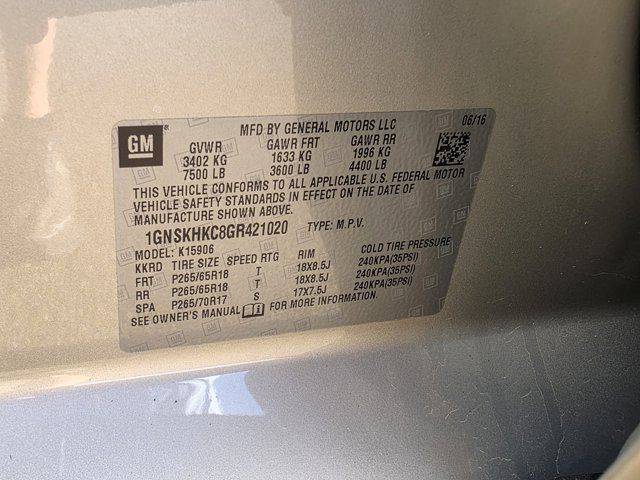 GM
MFD BY GENERAL MOTORS LLC 06/16
GVWR GAWR FRT GAWR RR
3402 KG 1633 KG 1996 KG
7500 LB 3600 LB 4400 LB
THIS VEHICLE CONFORMS TO ALL APPLICABLE U.S. FEDERAL MOTOR
VEHICLE SAFETY STANDARDS IN EFFECT ON THE DATE OF
MANUFACTURE SHOWN ABOVE.
1GNSKHKC8GR421020 TYPE: M.P.V.
MODEL: K15906
KKRD TIRE SIZE SPEED RTG RIM COLD TIRE PRESSURE
FRT P265/65R18 T 18X8.5J 240KPA(35PSI)
RR P265/65R18 T 18X8.5J 240KPA(35PSI)
SPA P265/70R17 S 17X7.5J 240KPA(35PSI)
SEE OWNER'S MANUAL FOR MORE INFORMATION.